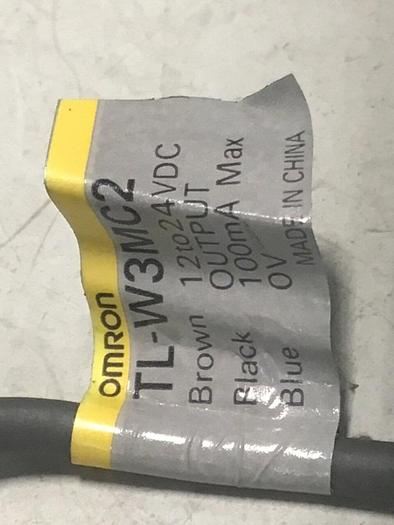 OMRON
TL-W3MC2
Brown 12to24VDC
Black OUTPUT
100mA Max
Blue 0V
MADE IN CHINA